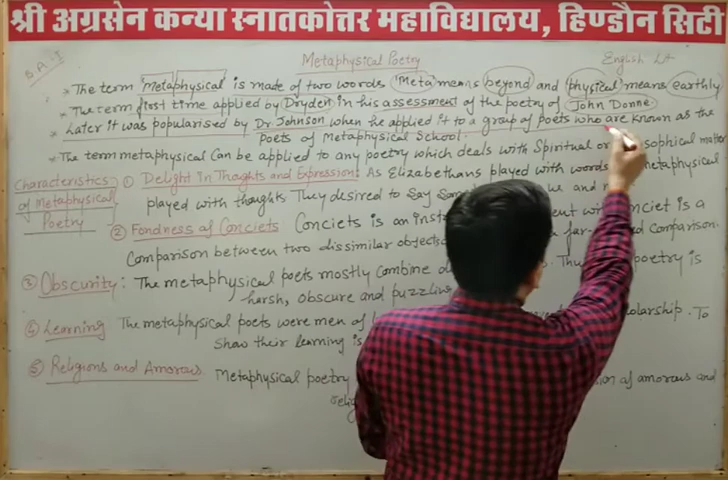 श्री अग्रसेन कन्या स्नातकोत्तर महाविद्यालय, हिण्डौन सिटी
B.A. I
Metaphysical Poetry
English Lit
* The term 'metaphysical is made of two words 'Meta' means beyond and 'physical' means earthly
* The term first time applied by Dryden in his assessment of the poetry of John Donne
* Later it was popularised by Dr Johnson when he applied it to a group of poets who are known as the
poets of Metaphysical School.
* The term metaphysical can be applied to any poetry which deals with Spiritual or sophical matter
Characteristics of Metaphysical Poetry
① Delight in Thoughts and Expression: As Elizabethans played with words metaphysical
played with thoughts They desired to Say
② Fondness of Conciets Conciets is an with nciet is a
Comparison between two dissimilar objects a far- comparison.
③ Obscurity: The metaphysical poets mostly combine poetry is
harsh, obscure and puzzling
④ Learning The metaphysical poets were men of olarship. To
Show their learning is
⑤ Religions and Amorous Metaphysical poetry of amorous and